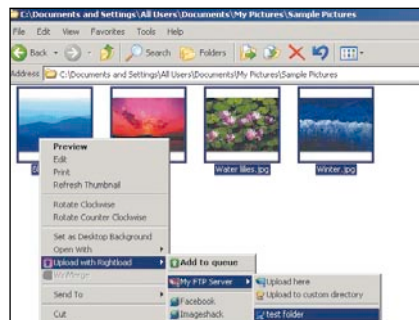 C:\Documents and Settings\All Users\Documents\My Pictures\Sample Pictures
File Edit View Favorites Tools Help
Back Search Folders
Address C:\Documents and Settings\All Users\Documents\My Pictures\Sample Pictures
Water lilies.jpg Winter.jpg
Preview
Edit
Print
Refresh Thumbnail
Rotate Clockwise
Rotate Counter Clockwise
Set as Desktop Background
Open With
Upload with Rightload Add to queue
WinMerge My FTP Server Upload here
Upload to custom directory
Send To Facebook
Cut Imageshack test folder